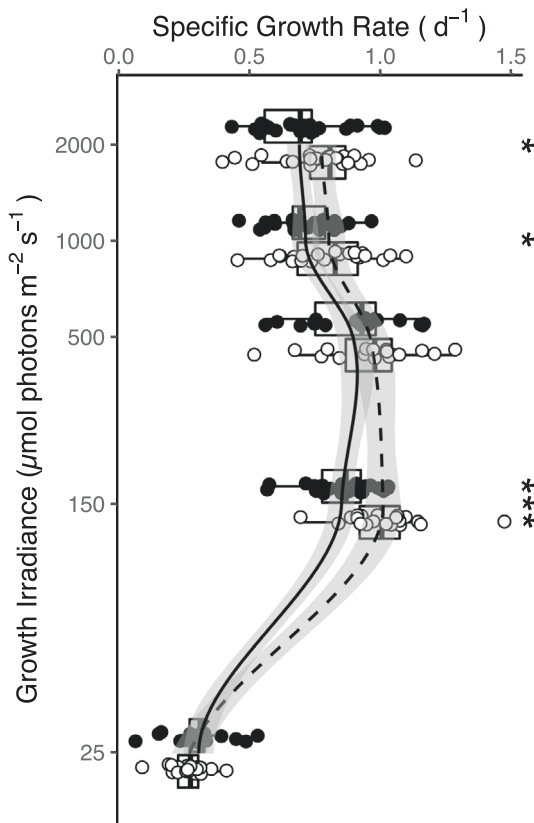 Specific Growth Rate ( d⁻¹ )
0.0 0.5 1.0 1.5
Growth Irradiance (µmol photons m⁻² s⁻¹ )
2000 *
1000 *
500
150 ***
25